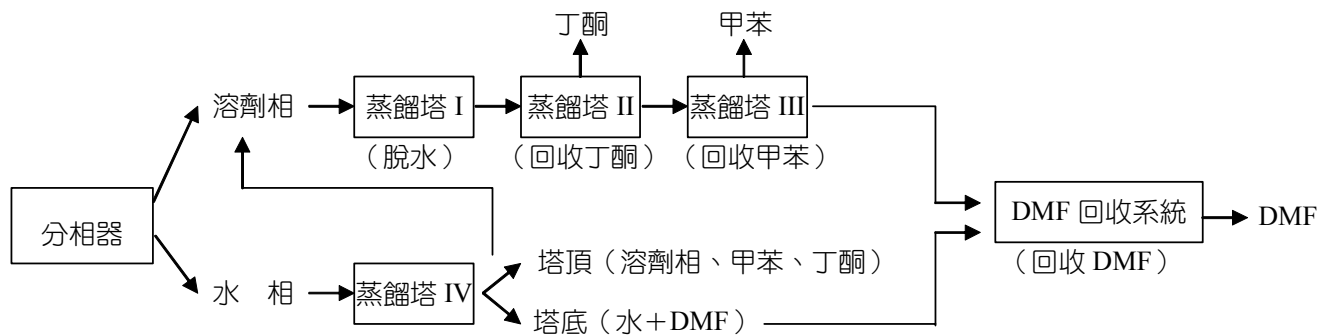 丁酮
甲苯
溶劑相
蒸餾塔 I
蒸餾塔 II
蒸餾塔 III
（脫水）
（回收丁酮）
（回收甲苯）
分相器
DMF 回收系統
DMF
（回收 DMF）
水 相
蒸餾塔 IV
塔頂（溶劑相、甲苯、丁酮）
塔底（水＋DMF）